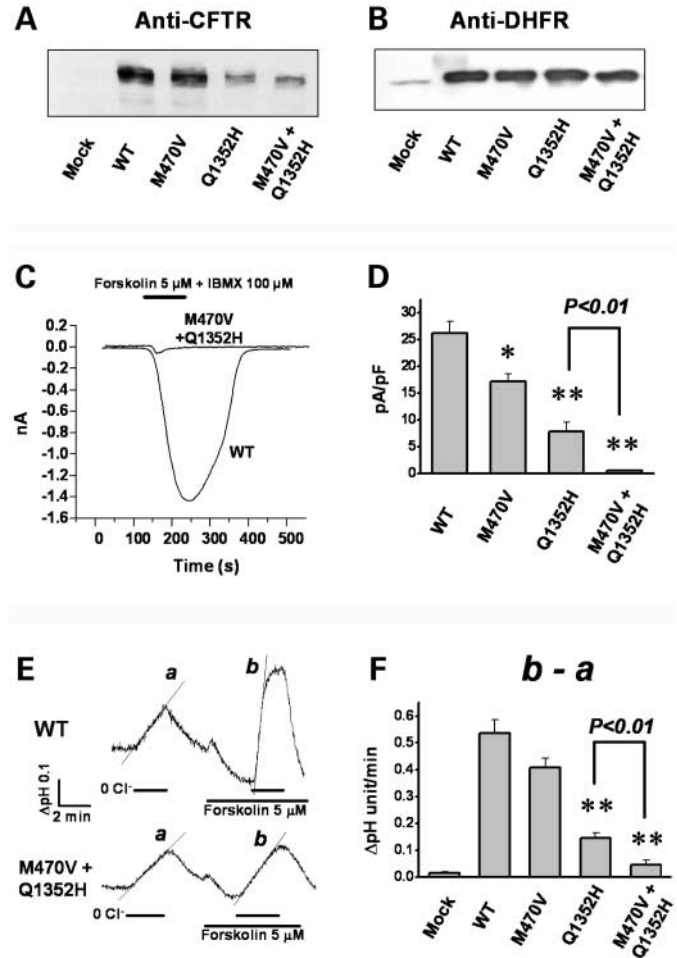 A
Anti-CFTR
Mock
WT
M470V
Q1352H
M470V +
Q1352H
B
Anti-DHFR
Mock
WT
M470V
Q1352H
M470V +
Q1352H
C
Forskolin 5 µM + IBMX 100 µM
M470V
+Q1352H
WT
nA
0.2
0.0
-0.2
-0.4
-0.6
-0.8
-1.0
-1.2
-1.4
-1.6
0 100 200 300 400 500
Time (s)
D
P<0.01
pA/pF
30
25
20
15
10
5
0
*
**
**
WT
M470V
Q1352H
M470V +
Q1352H
E
WT
a
b
0 Cl-
Forskolin 5 µM
ΔpH 0.1
2 min
M470V +
Q1352H
a
b
0 Cl-
Forskolin 5 µM
F
b - a
P<0.01
ΔpH unit/min
0.6
0.5
0.4
0.3
0.2
0.1
0.0
**
**
Mock
WT
M470V
Q1352H
M470V +
Q1352H